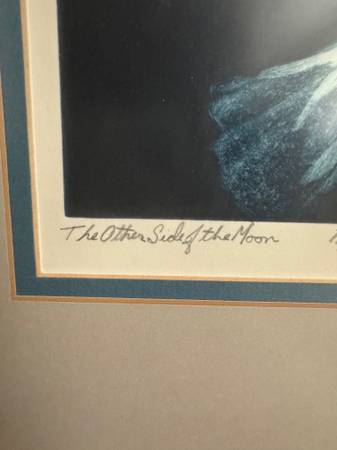 The Other Side of the Moon